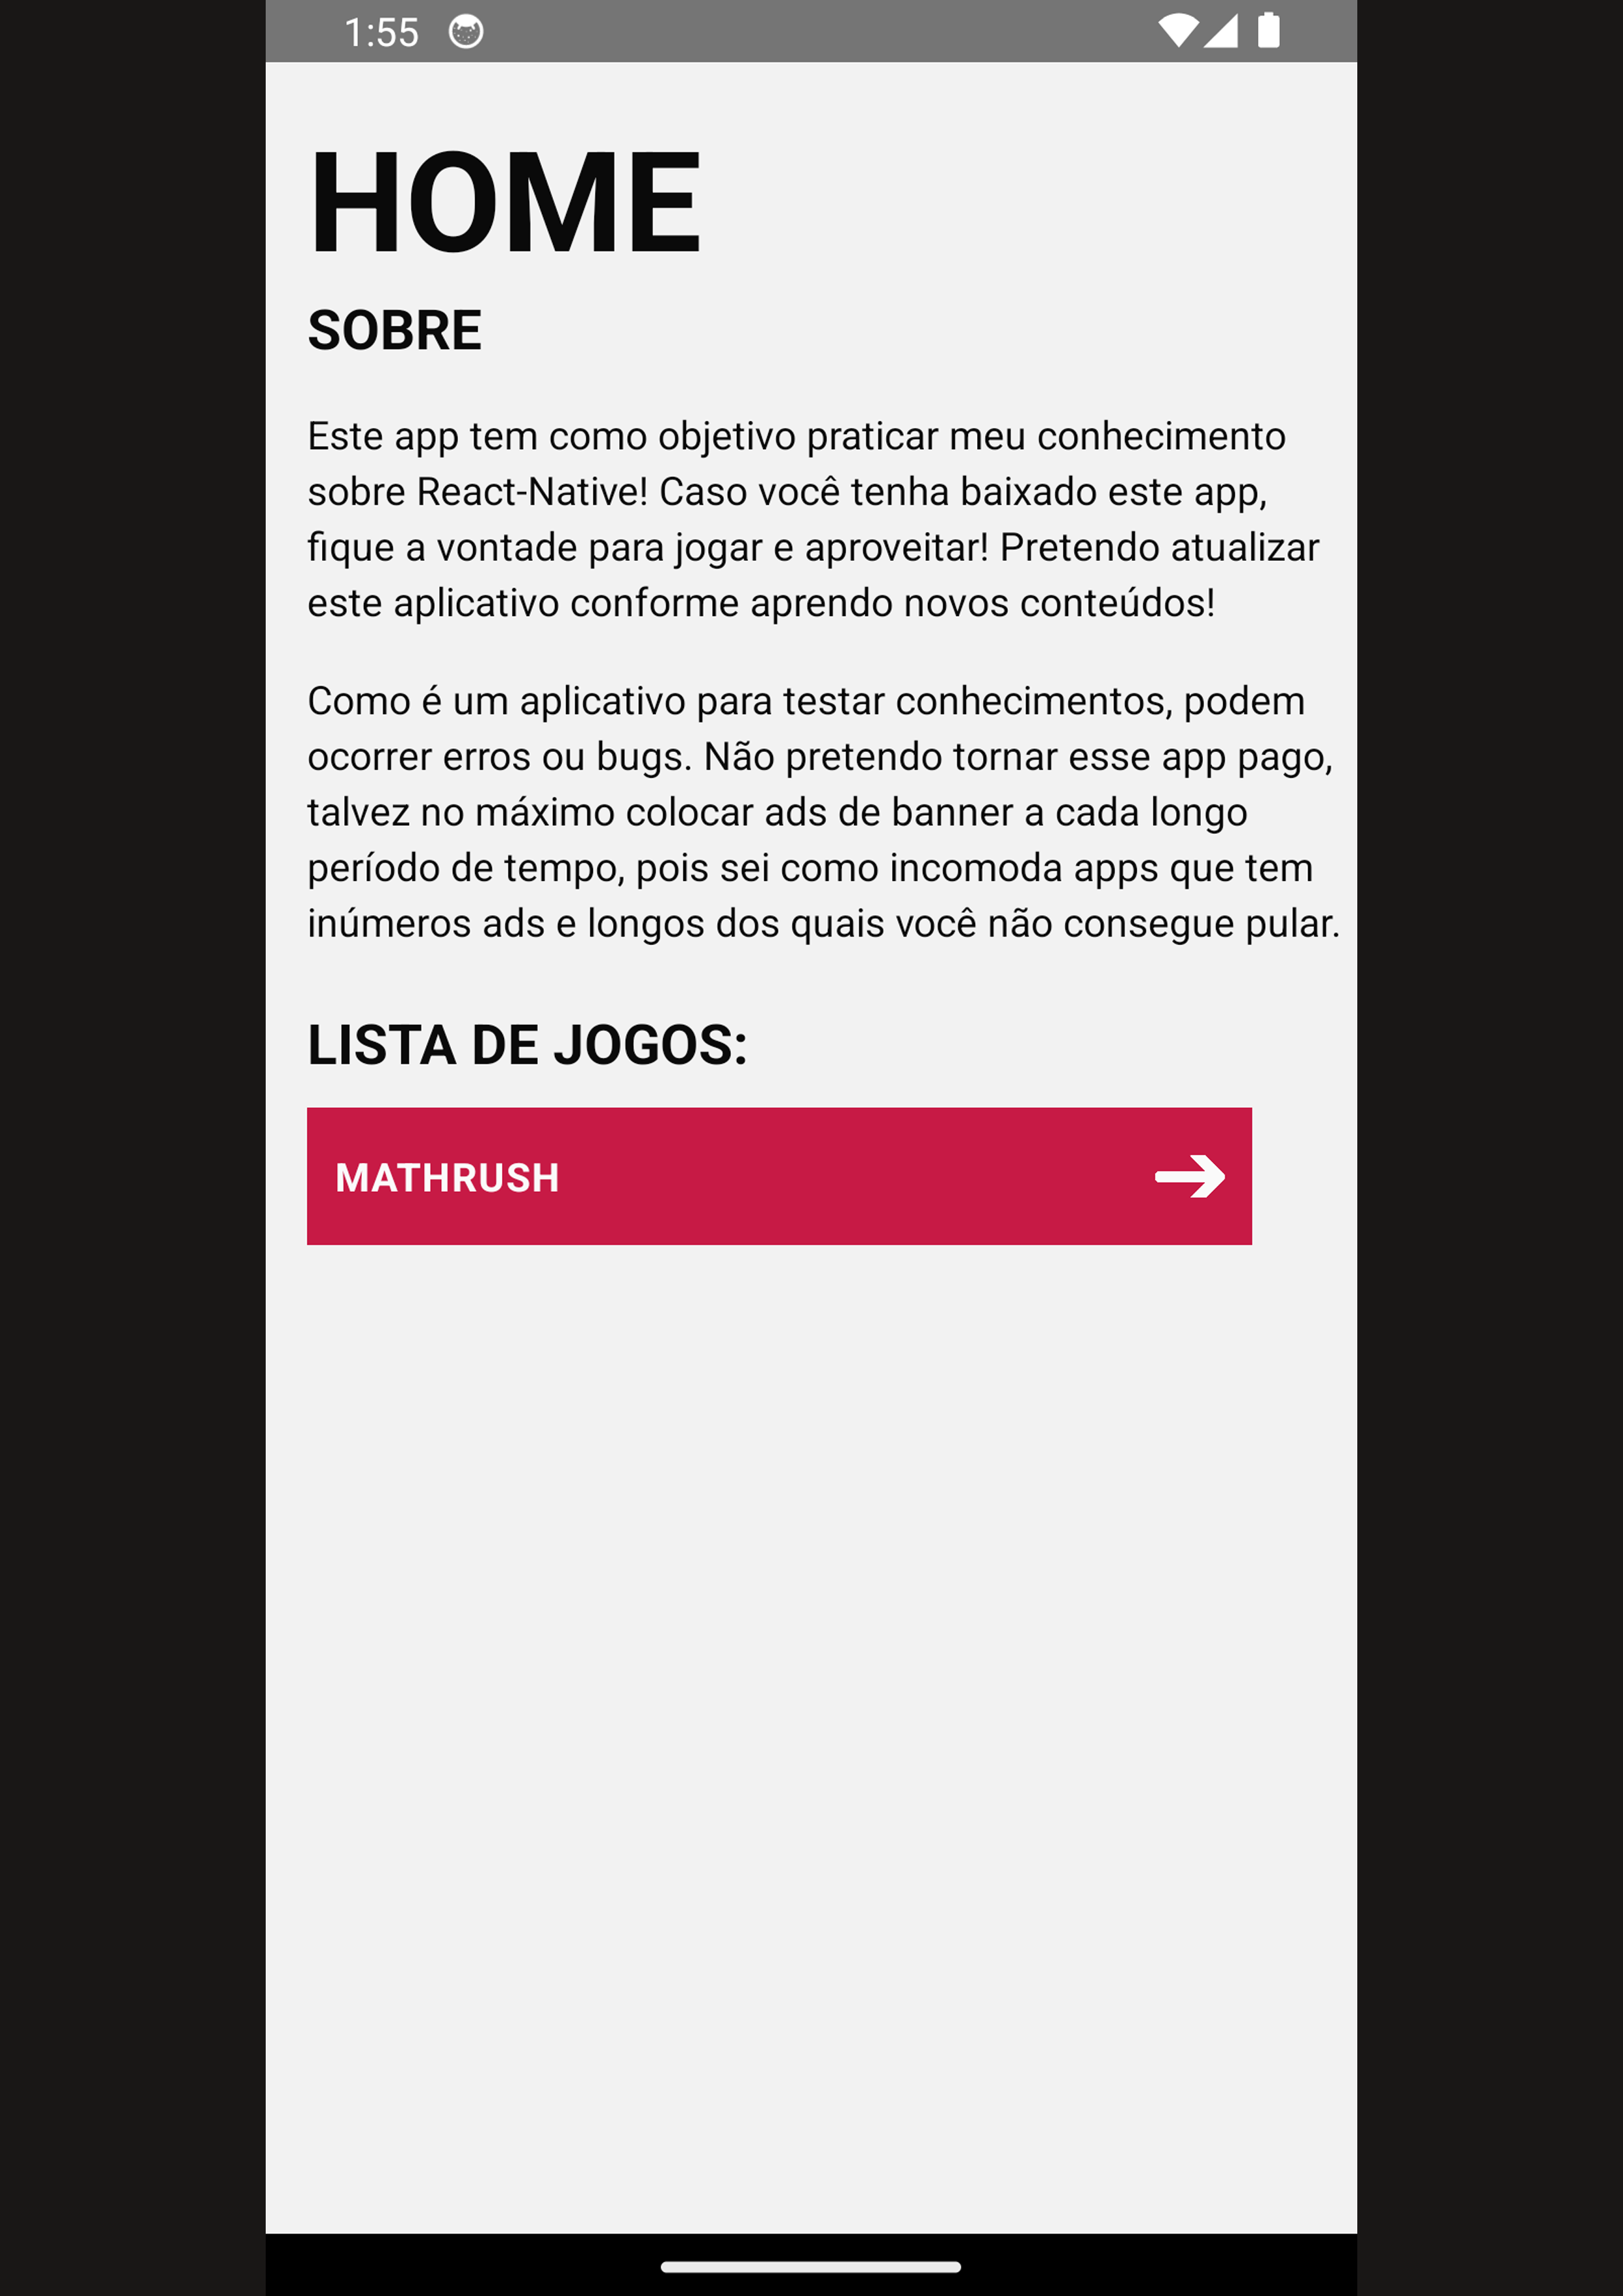 1:55
HOME
SOBRE
Este app tem como objetivo praticar meu conhecimento
sobre React-Native! Caso você tenha baixado este app,
fique a vontade para jogar e aproveitar! Pretendo atualizar
este aplicativo conforme aprendo novos conteúdos!
Como é um aplicativo para testar conhecimentos, podem
ocorrer erros ou bugs. Não pretendo tornar esse app pago,
talvez no máximo colocar ads de banner a cada longo
período de tempo, pois sei como incomoda apps que tem
inúmeros ads e longos dos quais você não consegue pular.
LISTA DE JOGOS:
MATHRUSH